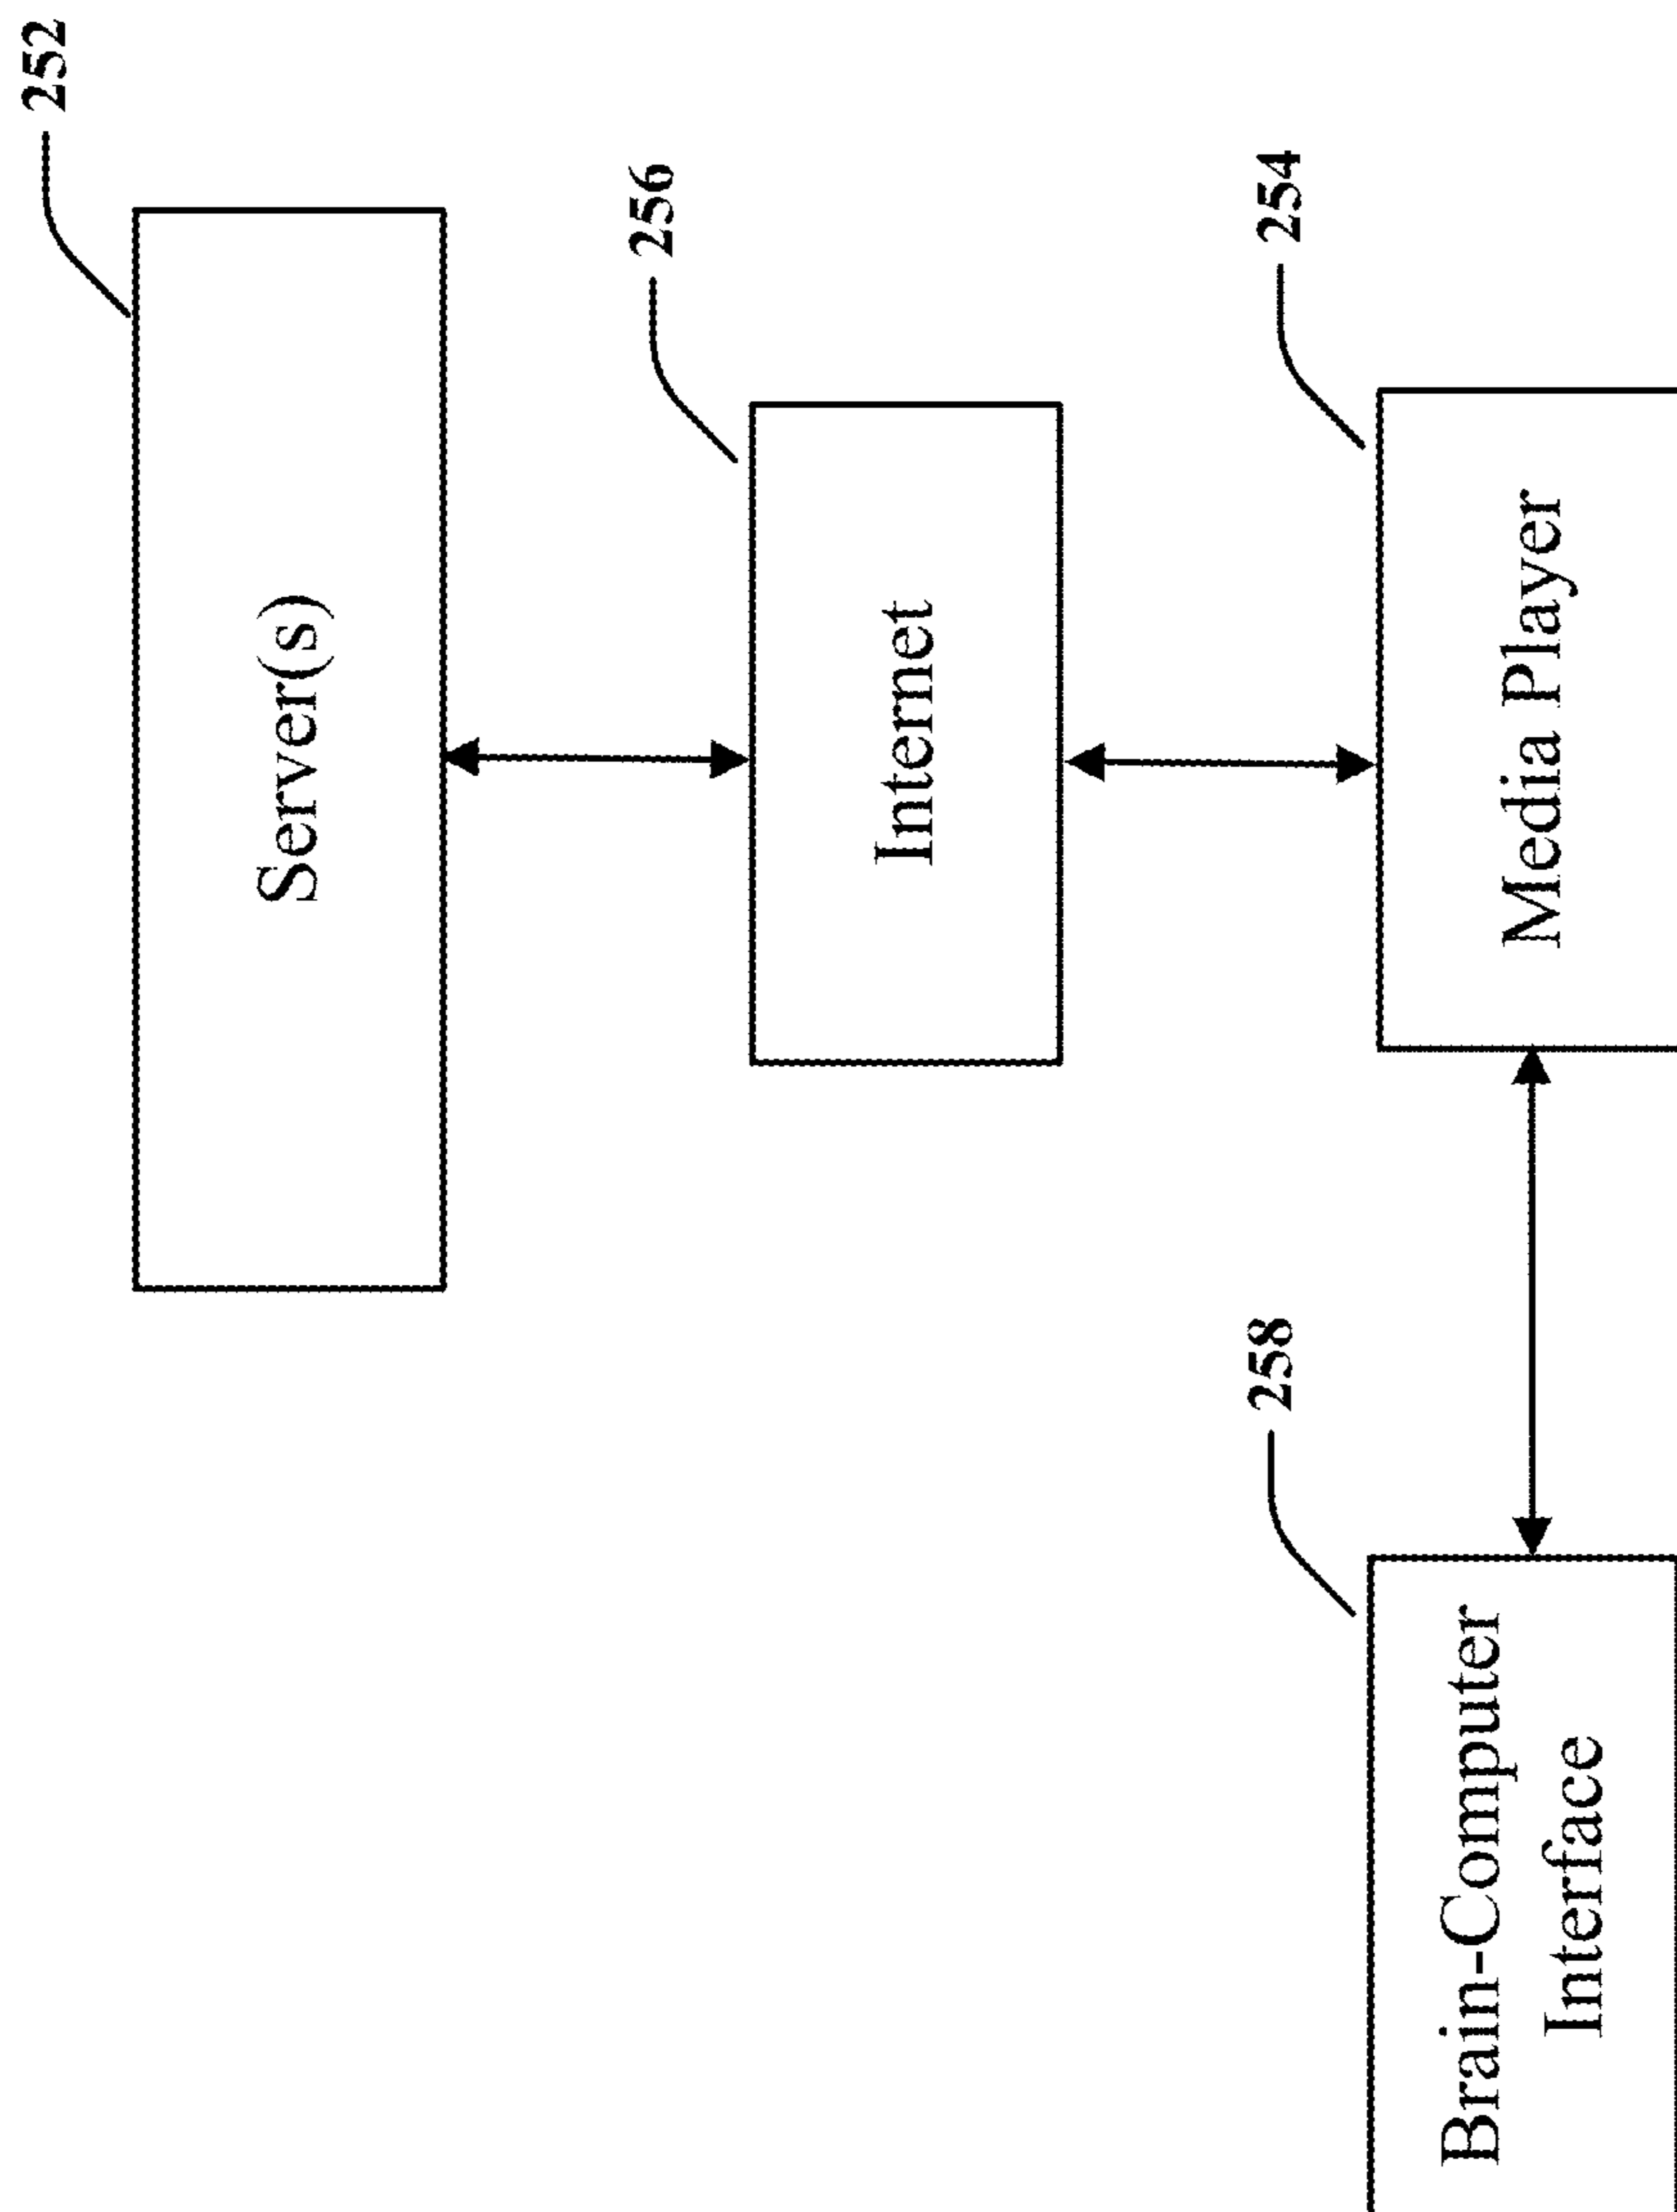 252
Server(s)
256
Internet
254
Media Player
258
Brain-Computer
Interface